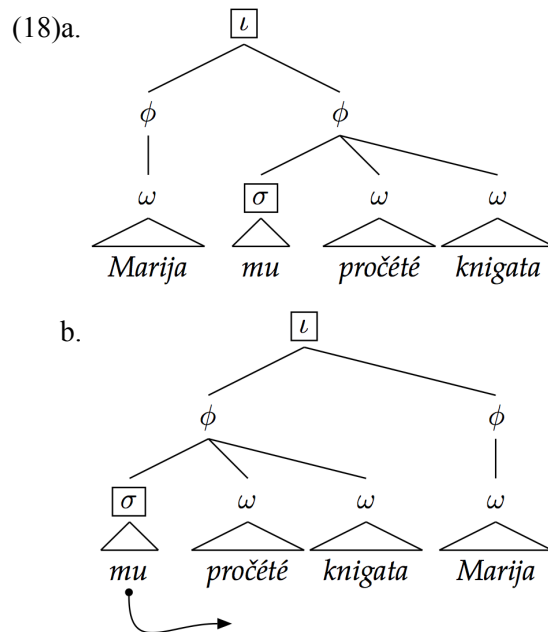 (18)a.
ι
ϕ ϕ
ω σ ω ω
Marija mu pročété knigata
b.
ι
ϕ ϕ
σ ω ω ω
mu pročété knigata Marija